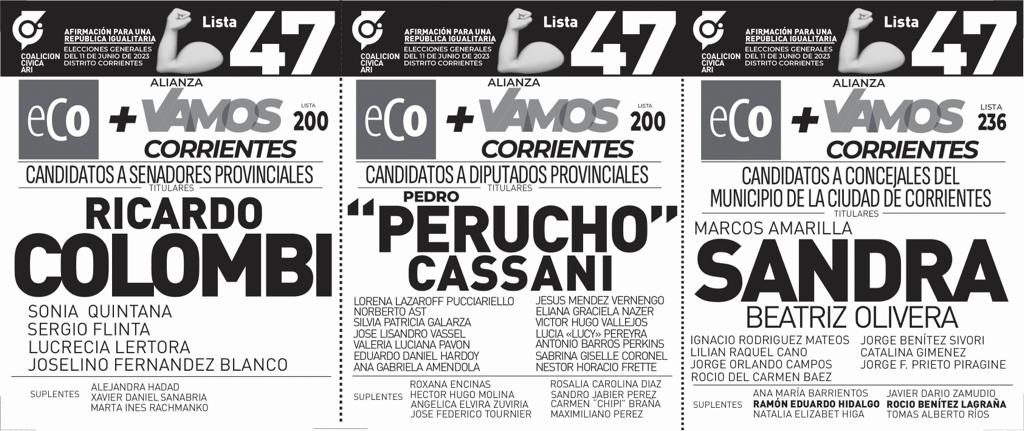 COALICION
CIVICA
ARI
AFIRMACIÓN PARA UNA
REPÚBLICA IGUALITARIA
ELECCIONES GENERALES
DEL 11 DE JUNIO DE 2023
DISTRITO CORRIENTES
Lista
47
ALIANZA
eco + VAMOS
CORRIENTES
LISTA
200
CANDIDATOS A SENADORES PROVINCIALES
TITULARES
RICARDO
COLOMBI
SONIA QUINTANA
SERGIO FLINTA
LUCRECIA LERTORA
JOSELINO FERNANDEZ BLANCO
SUPLENTES
ALEJANDRA HADAD
XAVIER DANIEL SANABRIA
MARTA INES RACHMANKO
COALICION
CIVICA
ARI
AFIRMACIÓN PARA UNA
REPÚBLICA IGUALITARIA
ELECCIONES GENERALES
DEL 11 DE JUNIO DE 2023
DISTRITO CORRIENTES
Lista
47
ALIANZA
eco + VAMOS
CORRIENTES
LISTA
200
CANDIDATOS A DIPUTADOS PROVINCIALES
TITULARES
PEDRO
"PERUCHO"
CASSANI
LORENA LAZAROFF PUCCIARIELLO
NORBERTO AST
SILVIA PATRICIA GALARZA
JOSE LISANDRO VASSEL
VALERIA LUCIANA PAVON
EDUARDO DANIEL HARDOY
ANA GABRIELA AMENDOLA
JESUS MENDEZ VERNENGO
ELIANA GRACIELA NAZER
VICTOR HUGO VALLEJOS
LUCIA «LUCY» PEREYRA
ANTONIO BARROS PERKINS
SABRINA GISELLE CORONEL
NESTOR HORACIO FRETTE
SUPLENTES
ROXANA ENCINAS
HECTOR HUGO MOLINA
ANGELICA ELVIRA ZUVIRIA
JOSE FEDERICO TOURNIER
ROSALIA CAROLINA DIAZ
SANDRO JABIER PEREZ
CARMEN "CHIPI" BRAÑA
MAXIMILIANO PEREZ
COALICION
CIVICA
ARI
AFIRMACIÓN PARA UNA
REPÚBLICA IGUALITARIA
ELECCIONES GENERALES
DEL 11 DE JUNIO DE 2023
DISTRITO CORRIENTES
Lista
47
ALIANZA
eco + VAMOS
CORRIENTES
LISTA
236
CANDIDATOS A CONCEJALES DEL
MUNICIPIO DE LA CIUDAD DE CORRIENTES
TITULARES
MARCOS AMARILLA
SANDRA
BEATRIZ OLIVERA
IGNACIO RODRIGUEZ MATEOS
LILIAN RAQUEL CANO
JORGE ORLANDO CAMPOS
ROCIO DEL CARMEN BAEZ
JORGE BENÍTEZ SIVORI
CATALINA GIMENEZ
JORGE F. PRIETO PIRAGINE
SUPLENTES
ANA MARÍA BARRIENTOS
RAMÓN EDUARDO HIDALGO
NATALIA ELIZABET HIGA
JAVIER DARIO ZAMUDIO
ROCIO BENÍTEZ LAGRAÑA
TOMAS ALBERTO RÍOS